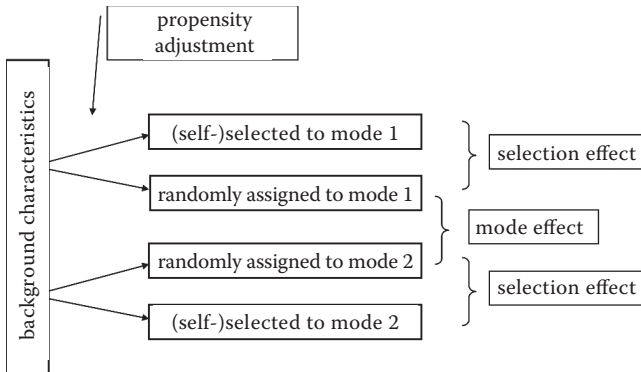 propensity
adjustment
background characteristics
(self-)selected to mode 1
selection effect
randomly assigned to mode 1
mode effect
randomly assigned to mode 2
selection effect
(self-)selected to mode 2